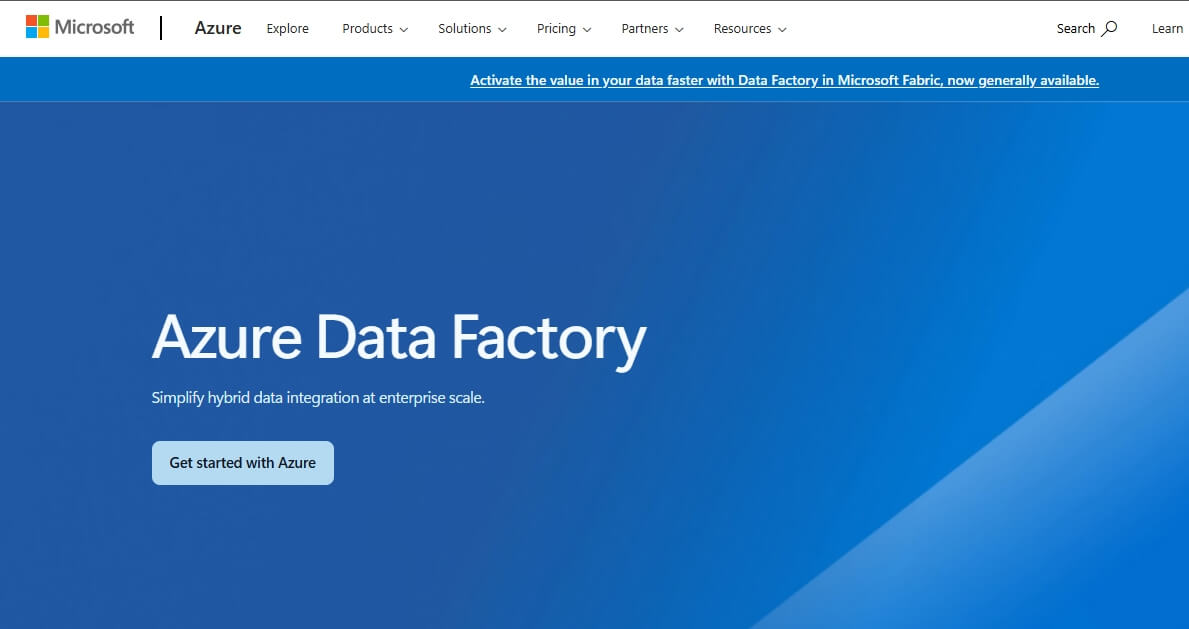 Microsoft Azure Explore Products Solutions Pricing Partners Resources Search Learn
Activate the value in your data faster with Data Factory in Microsoft Fabric, now generally available.
Azure Data Factory
Simplify hybrid data integration at enterprise scale.
Get started with Azure